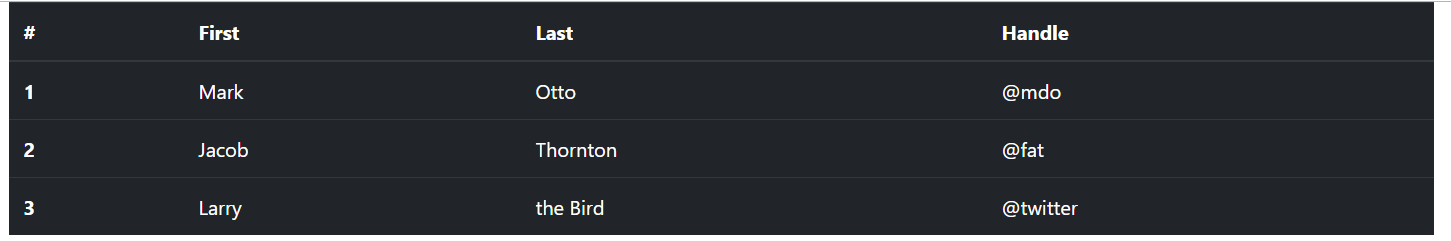 # First Last Handle
1 Mark Otto @mdo
2 Jacob Thornton @fat
3 Larry the Bird @twitter